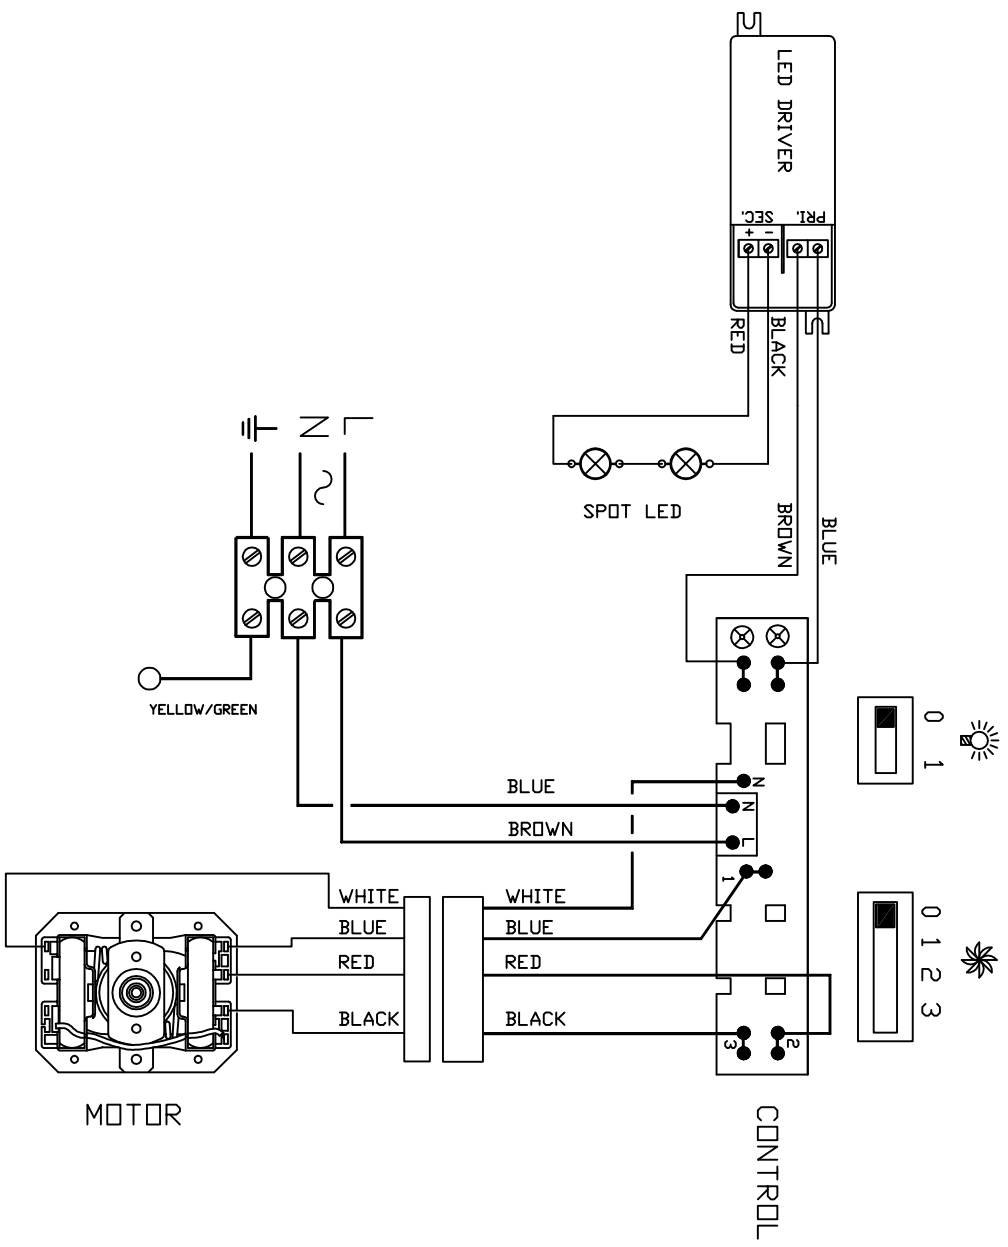 LED DRIVER
SEC.
PRI.
+ -
RED
BLACK
SPOT LED
BROWN
BLUE
L
N
~
YELLOW/GREEN
0 1
N
N
L
1
BLUE
BROWN
WHITE
BLUE
RED
BLACK
WHITE
BLUE
RED
BLACK
0 1 2 3
3
2
MOTOR
CONTROL